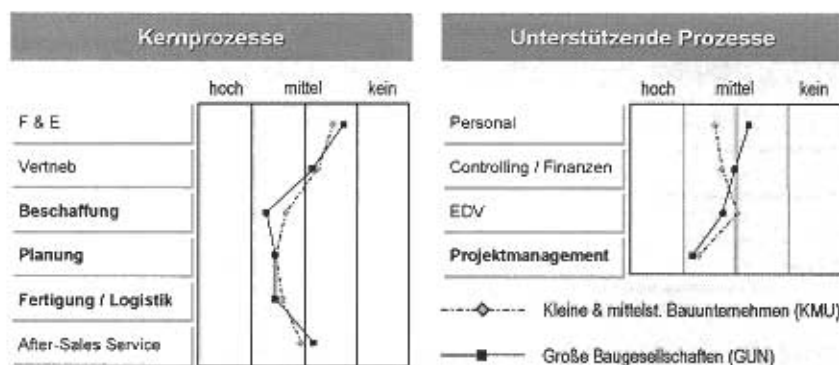 Kernprozesse
hoch mittel kein
F & E
Vertrieb
Beschaffung
Planung
Fertigung / Logistik
After-Sales Service
Unterstützende Prozesse
hoch mittel kein
Personal
Controlling / Finanzen
EDV
Projektmanagement
Kleine & mittelst. Bauunternehmen (KMU)
Große Baugesellschaften (GUN)